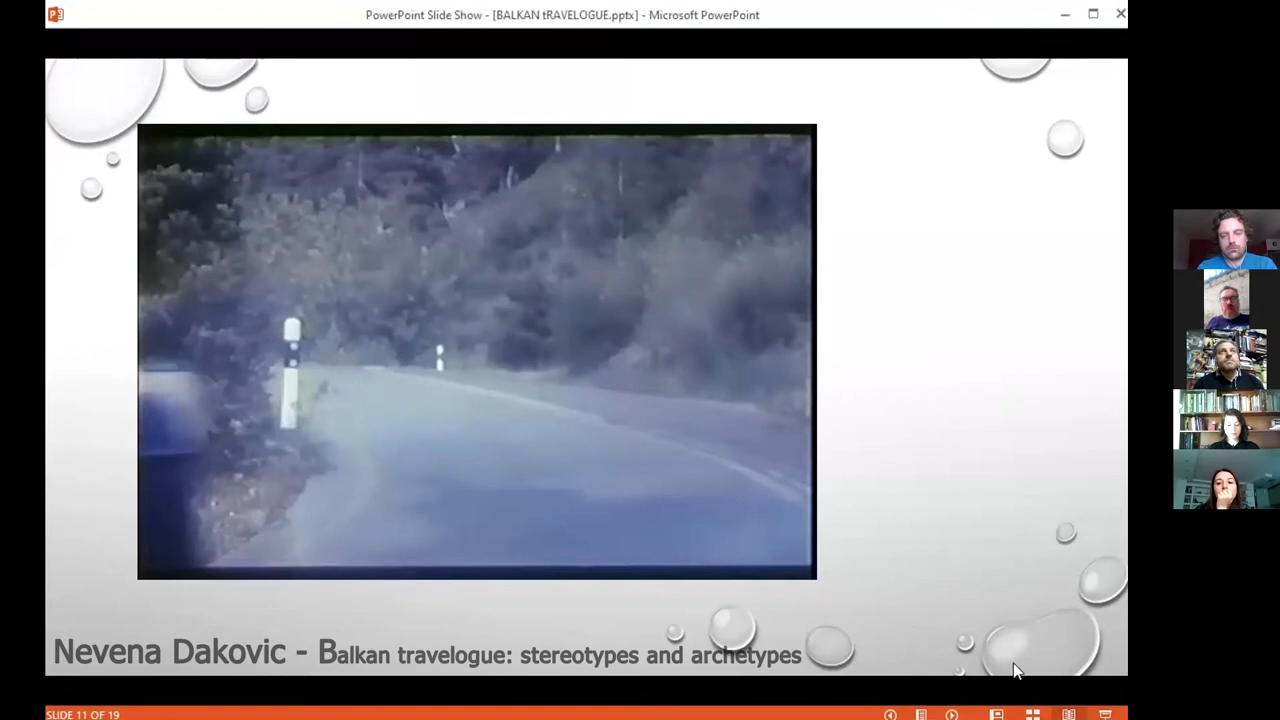 PowerPoint Slide Show - [BALKAN tRAVELOGUE.pptx] - Microsoft PowerPoint
Nevena Dakovic - Balkan travelogue: stereotypes and archetypes
SLIDE 11 OF 19